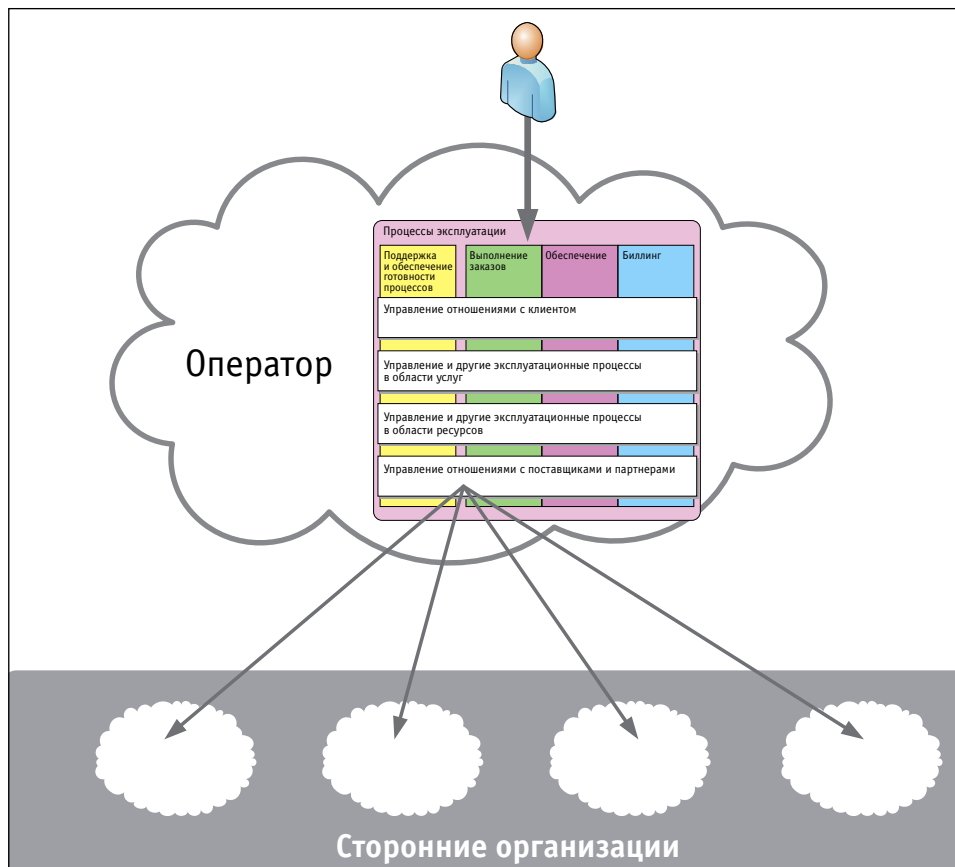 Процессы эксплуатации
Поддержка
и обеспечение
готовности
процессов
Выполнение
заказов
Обеспечение
Биллинг
Управление отношениями с клиентом
Оператор
Управление и другие эксплуатационные процессы
в области услуг
Управление и другие эксплуатационные процессы
в области ресурсов
Управление отношениями с поставщиками и партнерами
Сторонние организации